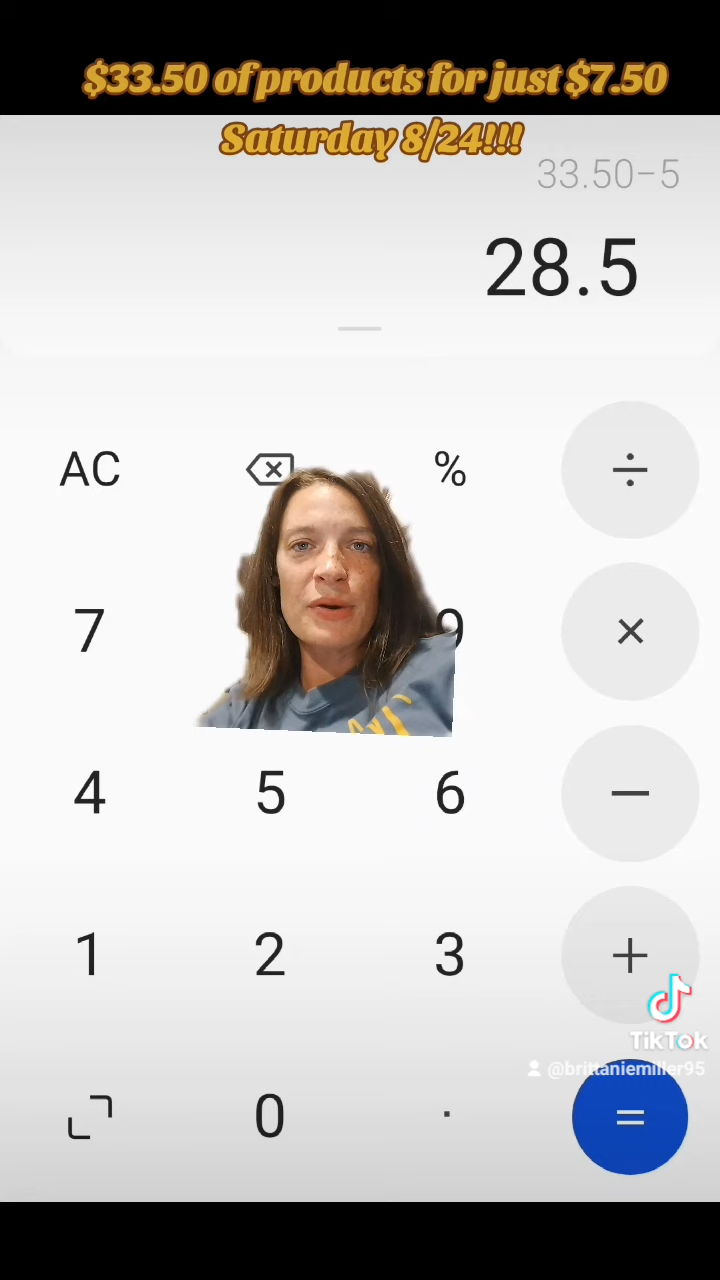 $33.50 of products for just $7.50
Saturday 8/24!!!
33.50−5
28.5
AC % ÷
7 9 ×
4 5 6 −
1 2 3 +
TikTok
@brittaniemiller95
0 . =